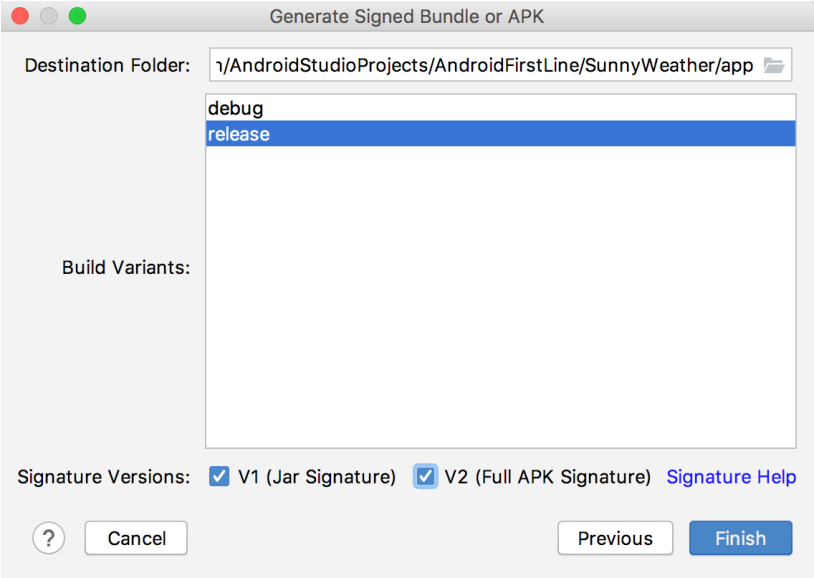 Generate Signed Bundle or APK
Destination Folder: /AndroidStudioProjects/AndroidFirstLine/SunnyWeather/app
debug
release
Build Variants:
Signature Versions: V1 (Jar Signature) V2 (Full APK Signature) Signature Help
? Cancel Previous Finish